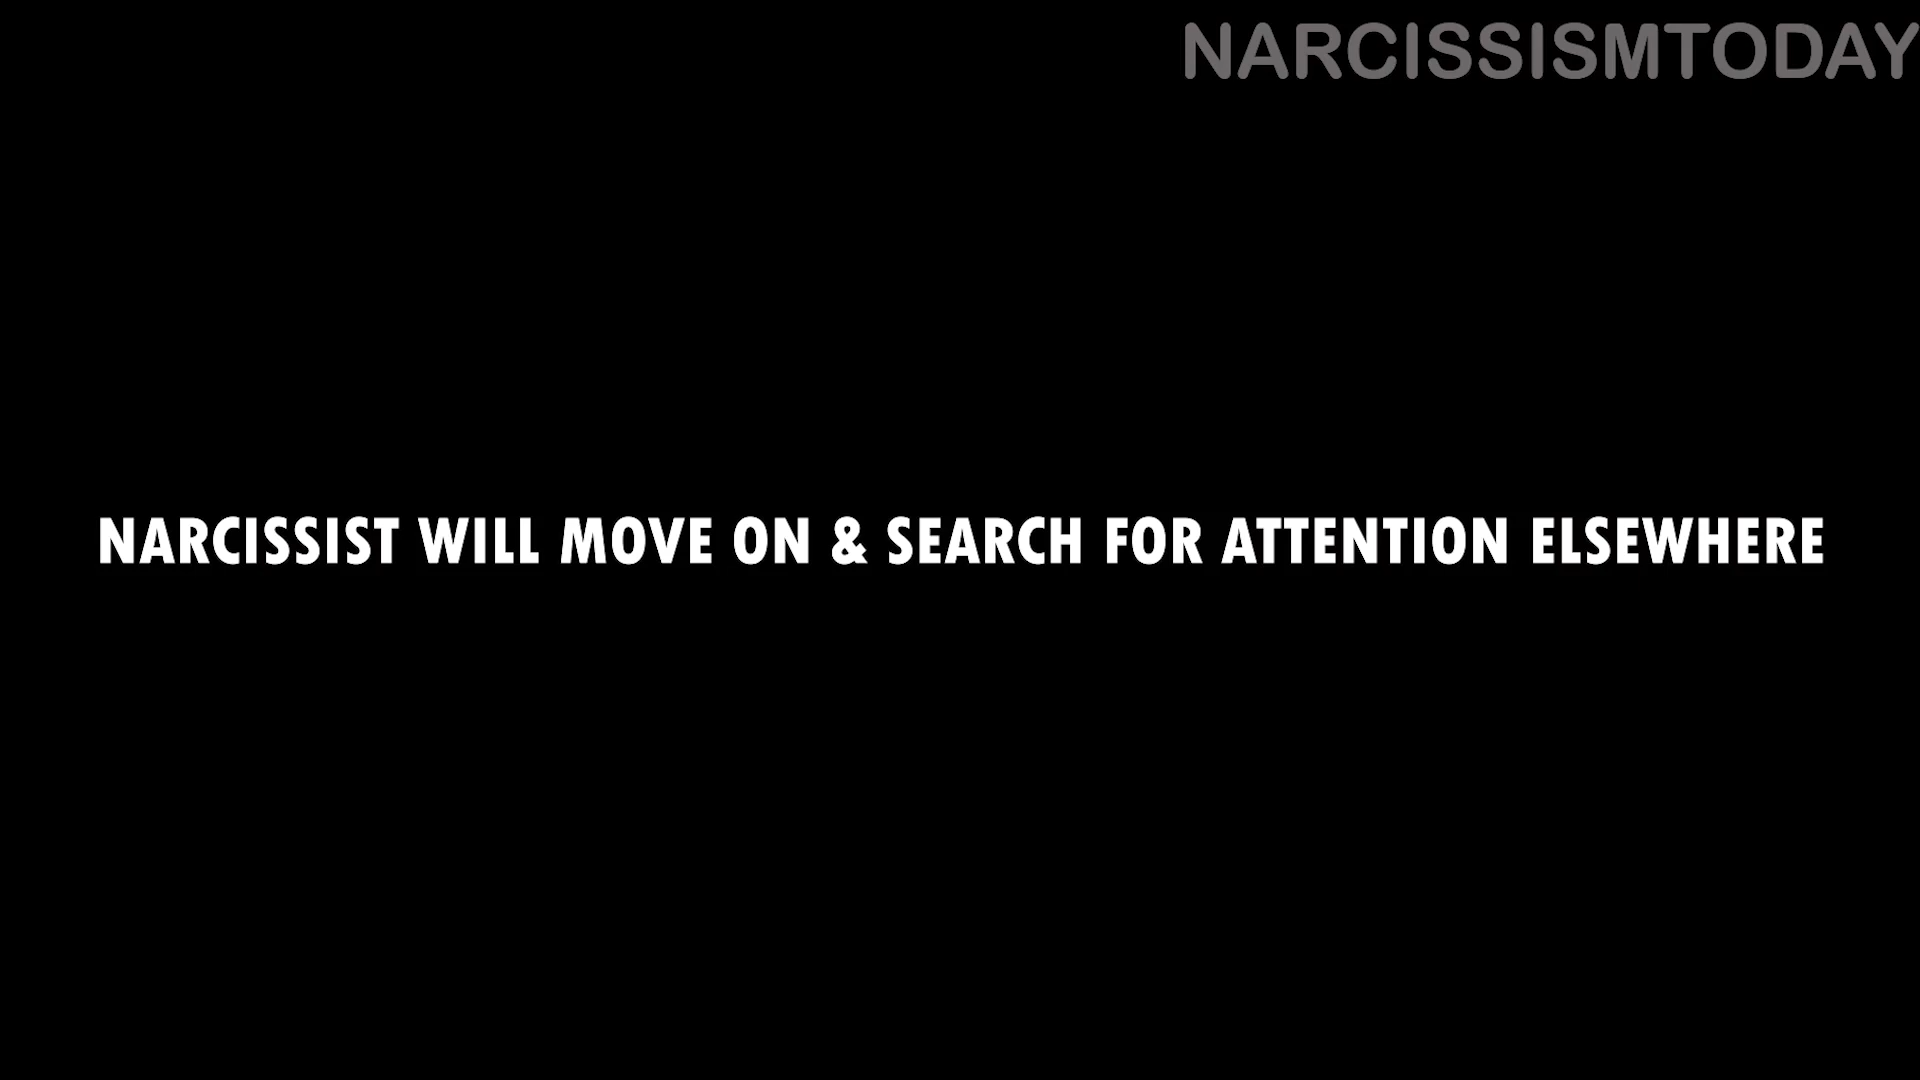 NARCISSISMTODAY
NARCISSIST WILL MOVE ON & SEARCH FOR ATTENTION ELSEWHERE